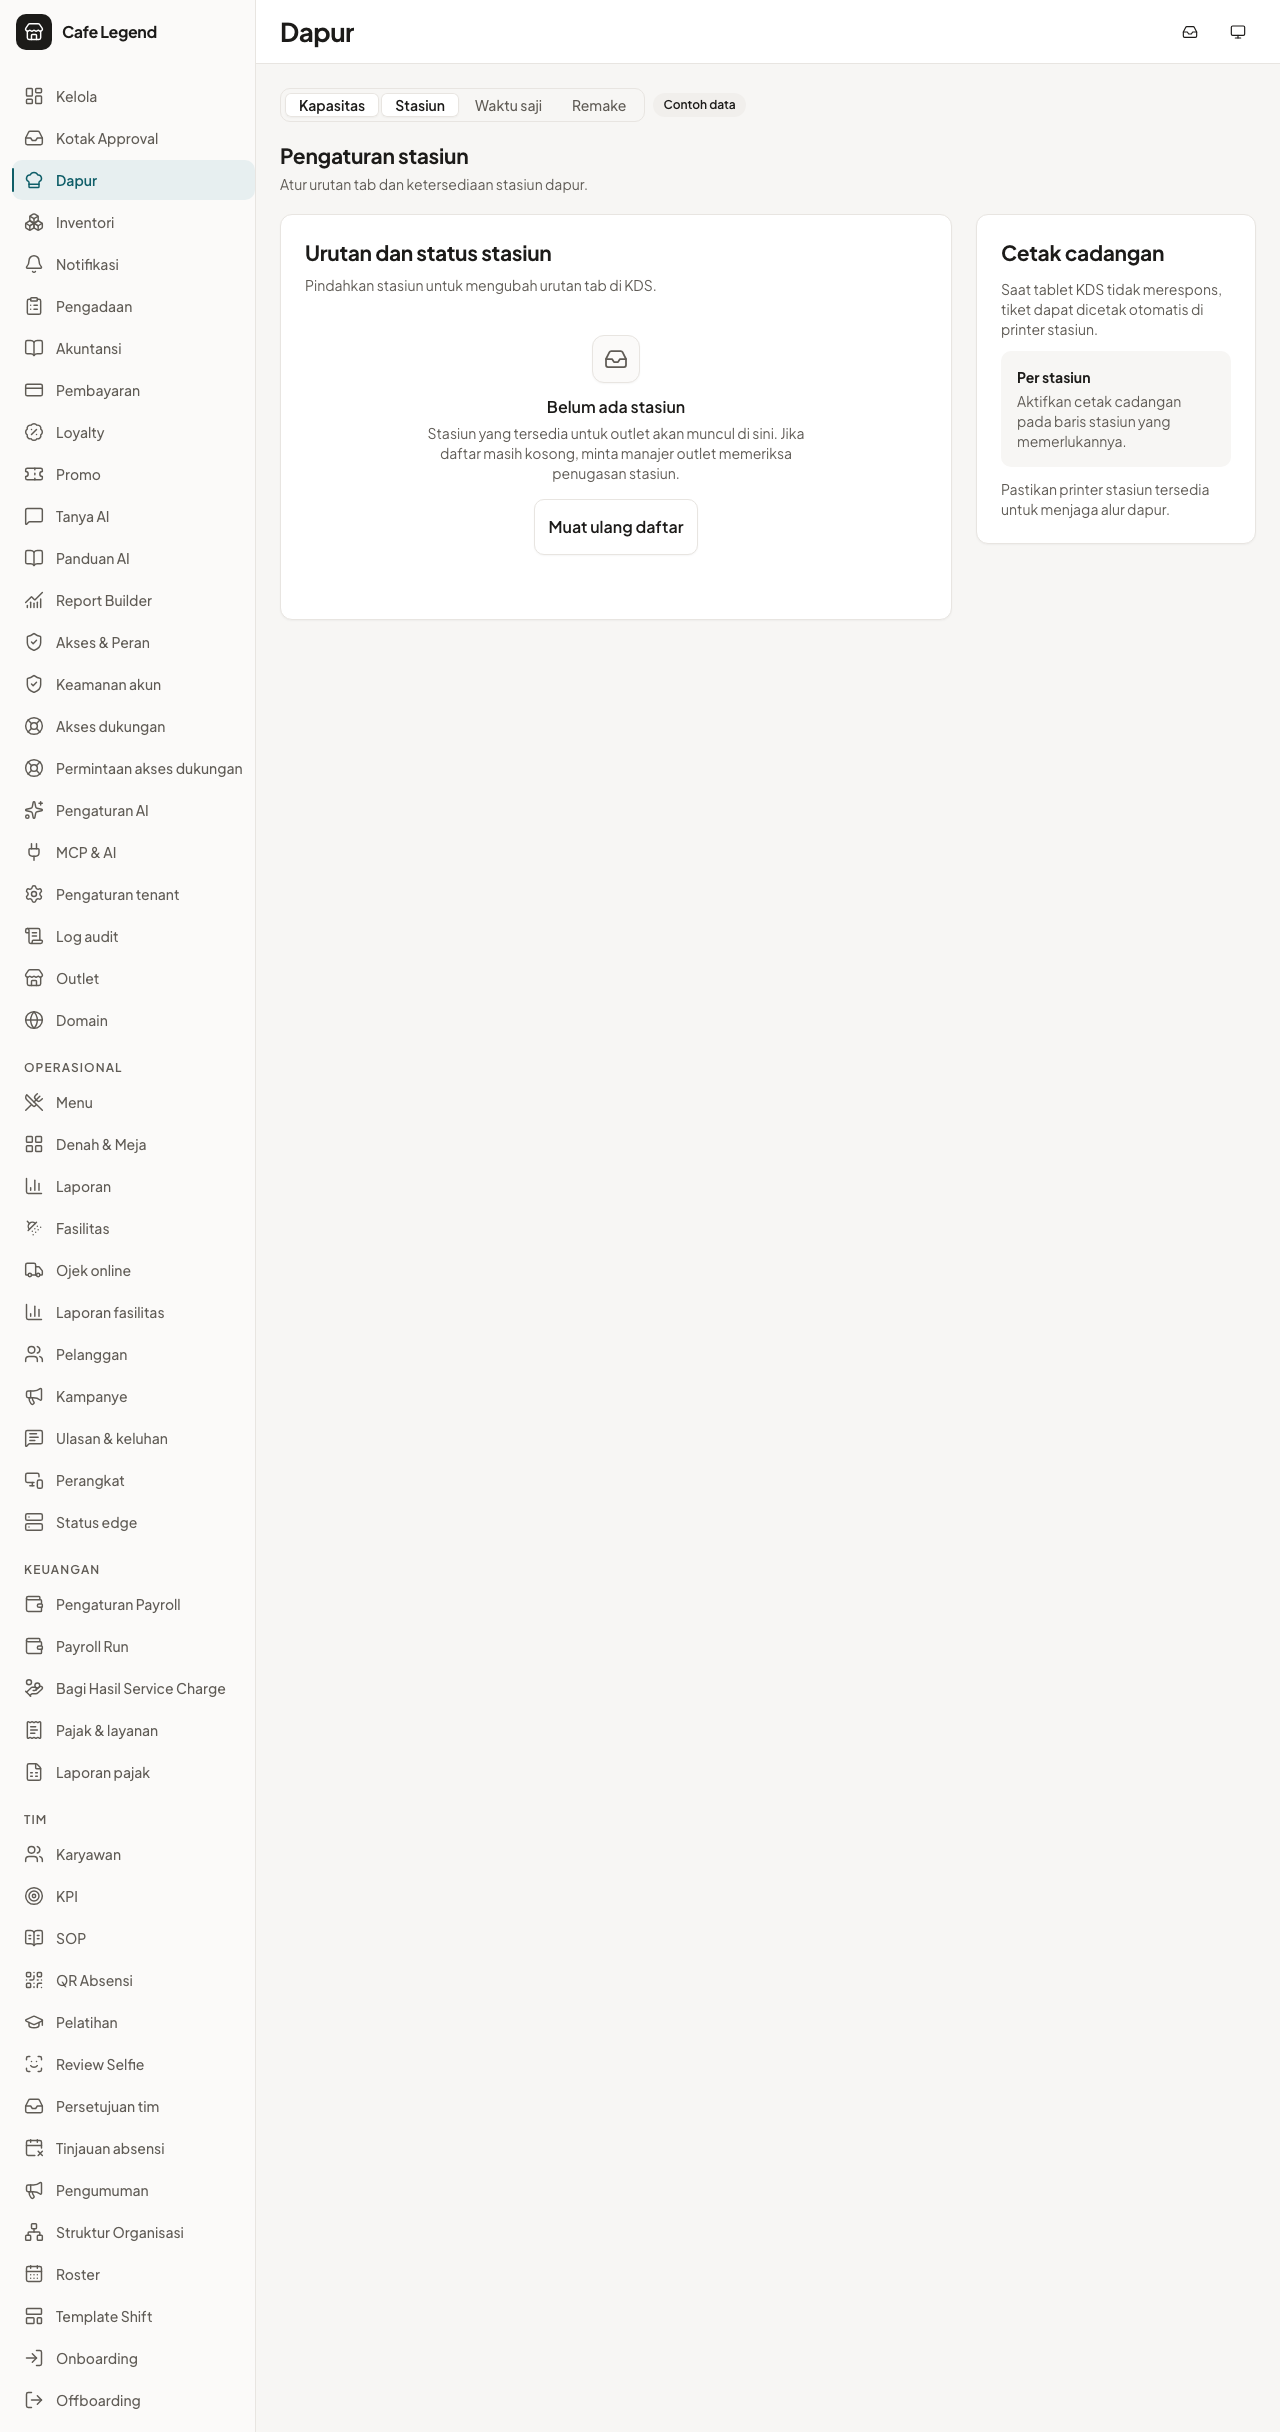 Cafe Legend
Kelola
Kotak Approval
Dapur
Inventori
Notifikasi
Pengadaan
Akuntansi
Pembayaran
Loyalty
Promo
Tanya AI
Panduan AI
Report Builder
Akses & Peran
Keamanan akun
Akses dukungan
Permintaan akses dukungan
Pengaturan AI
MCP & AI
Pengaturan tenant
Log audit
Outlet
Domain
OPERASIONAL
Menu
Denah & Meja
Laporan
Fasilitas
Ojek online
Laporan fasilitas
Pelanggan
Kampanye
Ulasan & keluhan
Perangkat
Status edge
KEUANGAN
Pengaturan Payroll
Payroll Run
Bagi Hasil Service Charge
Pajak & layanan
Laporan pajak
TIM
Karyawan
KPI
SOP
QR Absensi
Pelatihan
Review Selfie
Persetujuan tim
Tinjauan absensi
Pengumuman
Struktur Organisasi
Roster
Template Shift
Onboarding
Offboarding
Dapur
Kapasitas Stasiun Waktu saji Remake Contoh data
Pengaturan stasiun
Atur urutan tab dan ketersediaan stasiun dapur.
Urutan dan status stasiun
Pindahkan stasiun untuk mengubah urutan tab di KDS.
Belum ada stasiun
Stasiun yang tersedia untuk outlet akan muncul di sini. Jika
daftar masih kosong, minta manajer outlet memeriksa
penugasan stasiun.
Muat ulang daftar
Cetak cadangan
Saat tablet KDS tidak merespons,
tiket dapat dicetak otomatis di
printer stasiun.
Per stasiun
Aktifkan cetak cadangan
pada baris stasiun yang
memerlukannya.
Pastikan printer stasiun tersedia
untuk menjaga alur dapur.